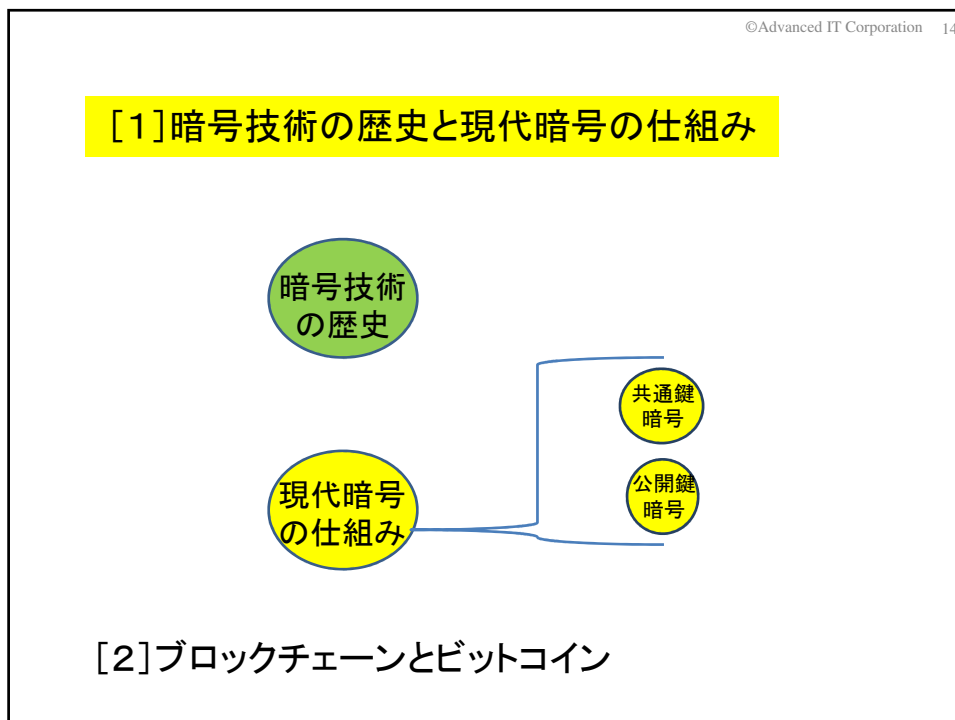 ©Advanced IT Corporation 14
[1]暗号技術の歴史と現代暗号の仕組み
暗号技術
の歴史
共通鍵
暗号
公開鍵
暗号
現代暗号
の仕組み
[2]ブロックチェーンとビットコイン